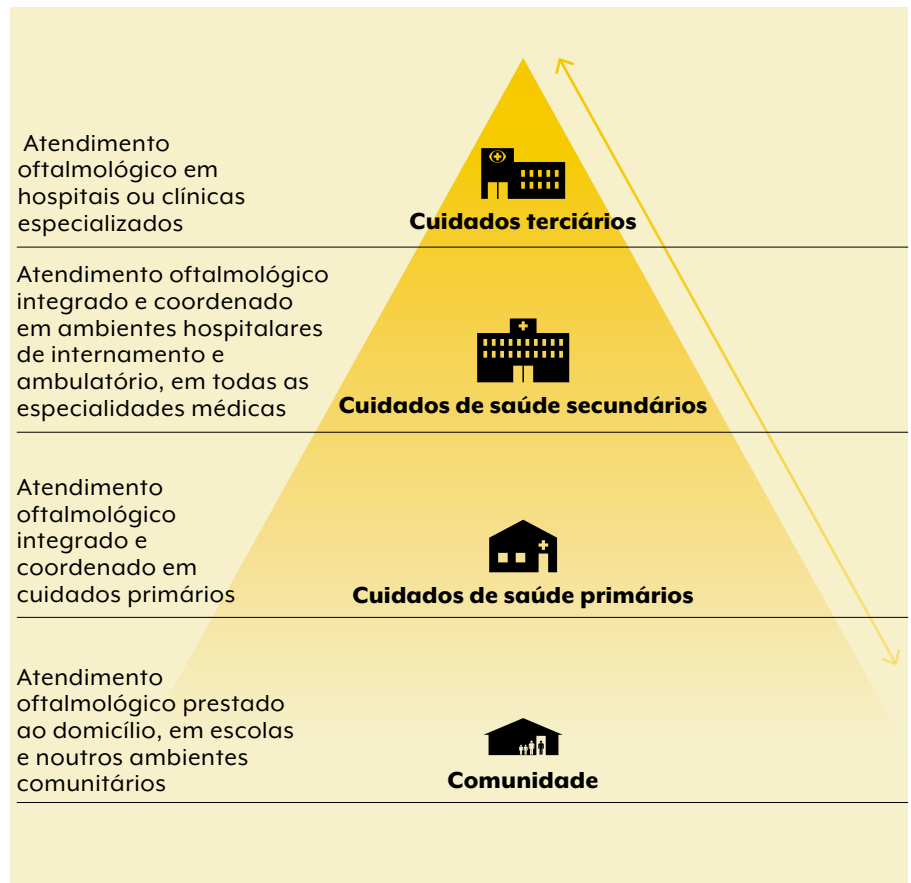 Atendimento
oftalmológico em
hospitais ou clínicas
especializados
Cuidados terciários
Atendimento oftalmológico
integrado e coordenado
em ambientes hospitalares
de internamento e
ambulatório, em todas as
especialidades médicas
Cuidados de saúde secundários
Atendimento
oftalmológico
integrado e
coordenado em
cuidados primários
Cuidados de saúde primários
Atendimento
oftalmológico prestado
ao domicílio, em escolas
e noutros ambientes
comunitários
Comunidade